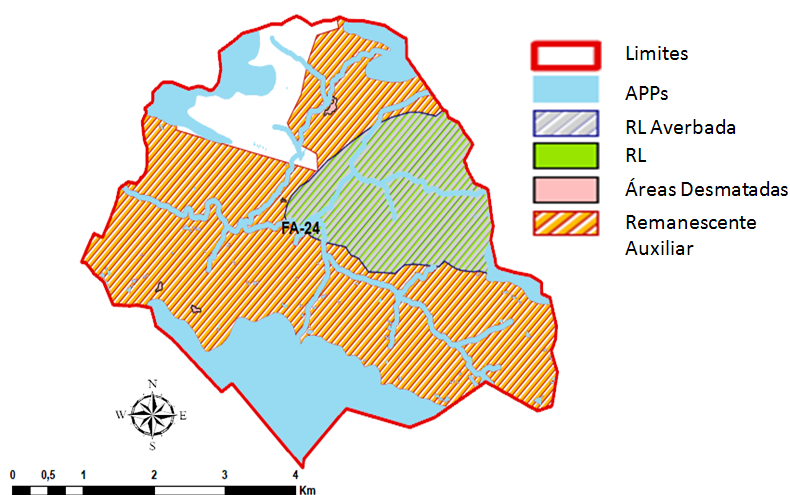 Limites
APPs
RL Averbada
RL
Áreas Desmatadas
Remanescente
Auxiliar
FA-24
N
W E
S
0 0,5 1 2 3 4
Km